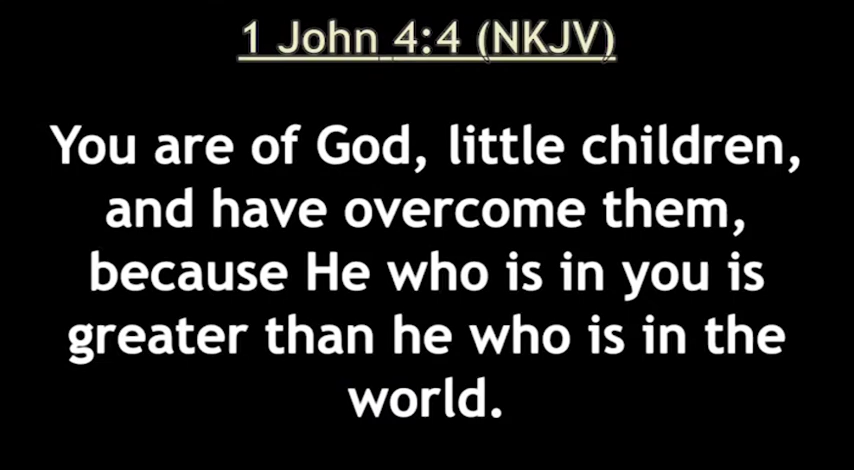 1 John 4:4 (NKJV)
You are of God, little children,
and have overcome them,
because He who is in you is
greater than he who is in the
world.